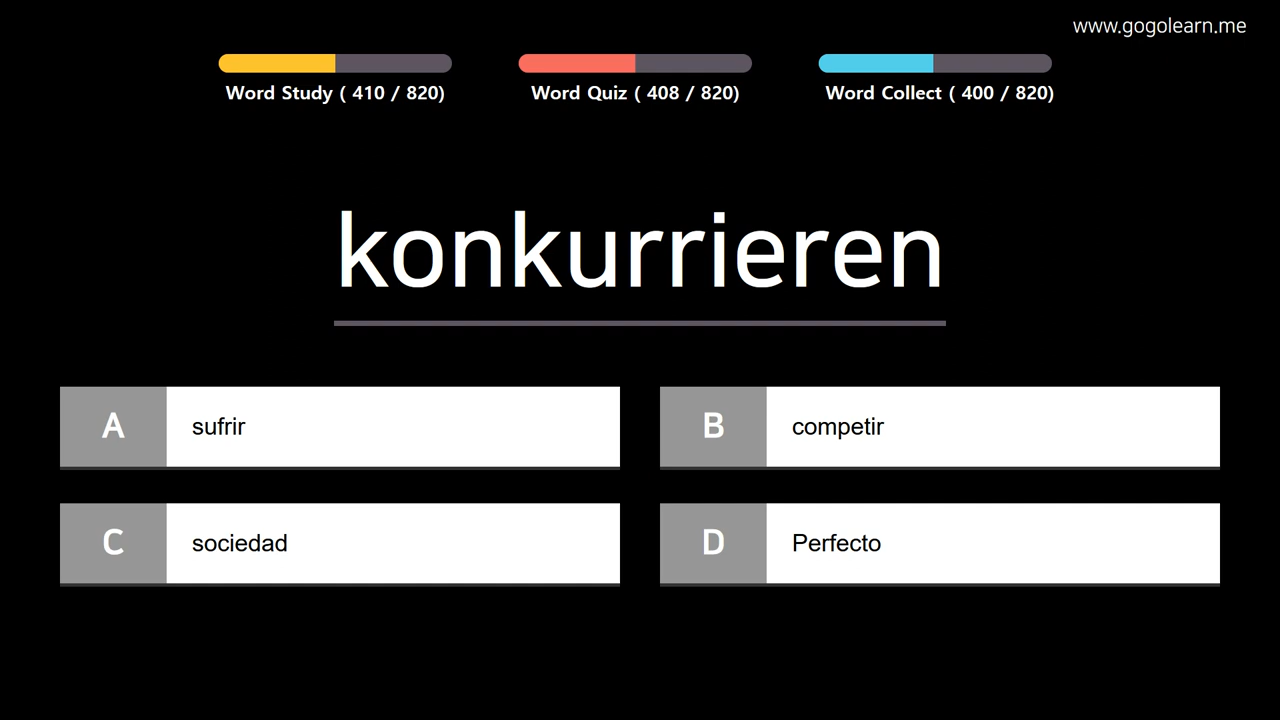 www.gogolearn.me
Word Study ( 410 / 820)
Word Quiz ( 408 / 820)
Word Collect ( 400 / 820)
konkurrieren
A sufrir
B competir
C sociedad
D Perfecto